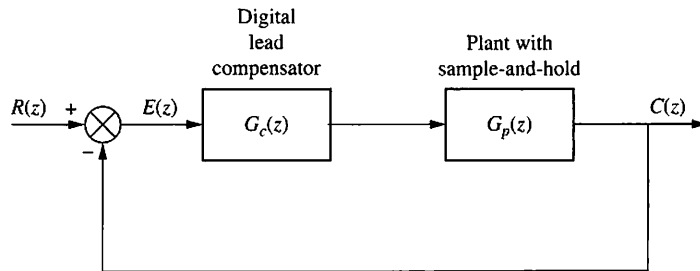 Digital
lead
compensator
Plant with
sample-and-hold
R(z) + E(z) G_c(z) G_p(z) C(z)
−